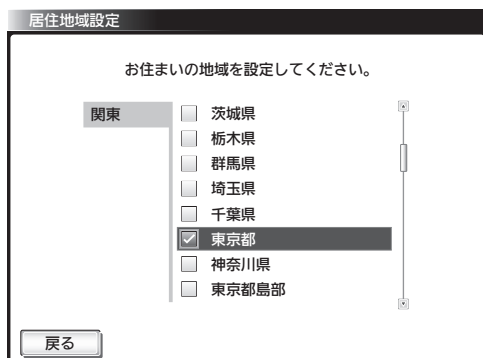 居住地域設定
お住まいの地域を設定してください。
関東
茨城県
栃木県
群馬県
埼玉県
千葉県
東京都
神奈川県
東京都島部
戻る